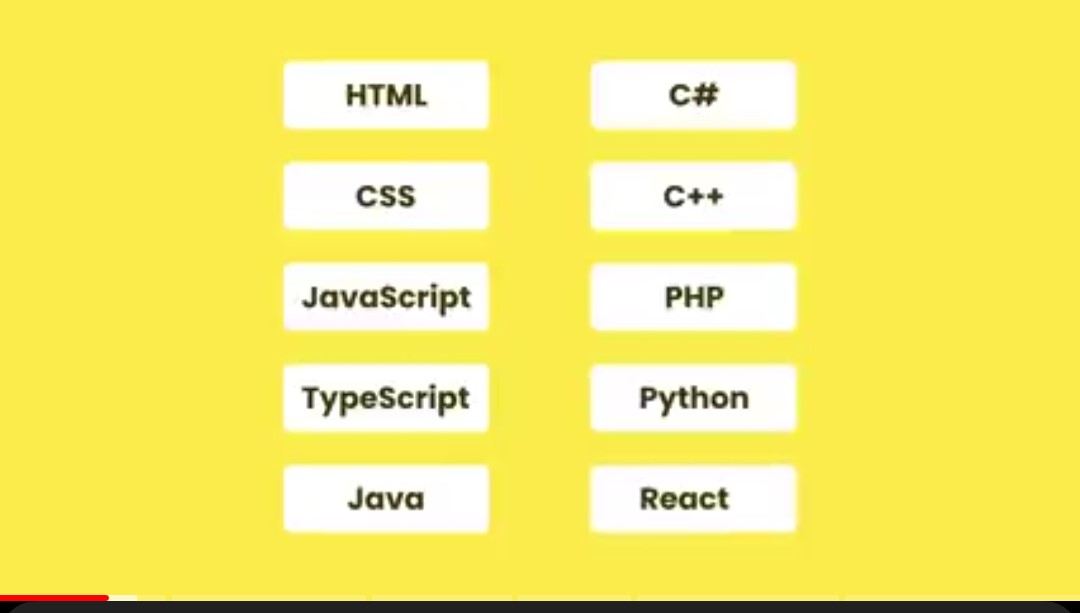 HTML
CSS
JavaScript
TypeScript
Java
C#
C++
PHP
Python
React